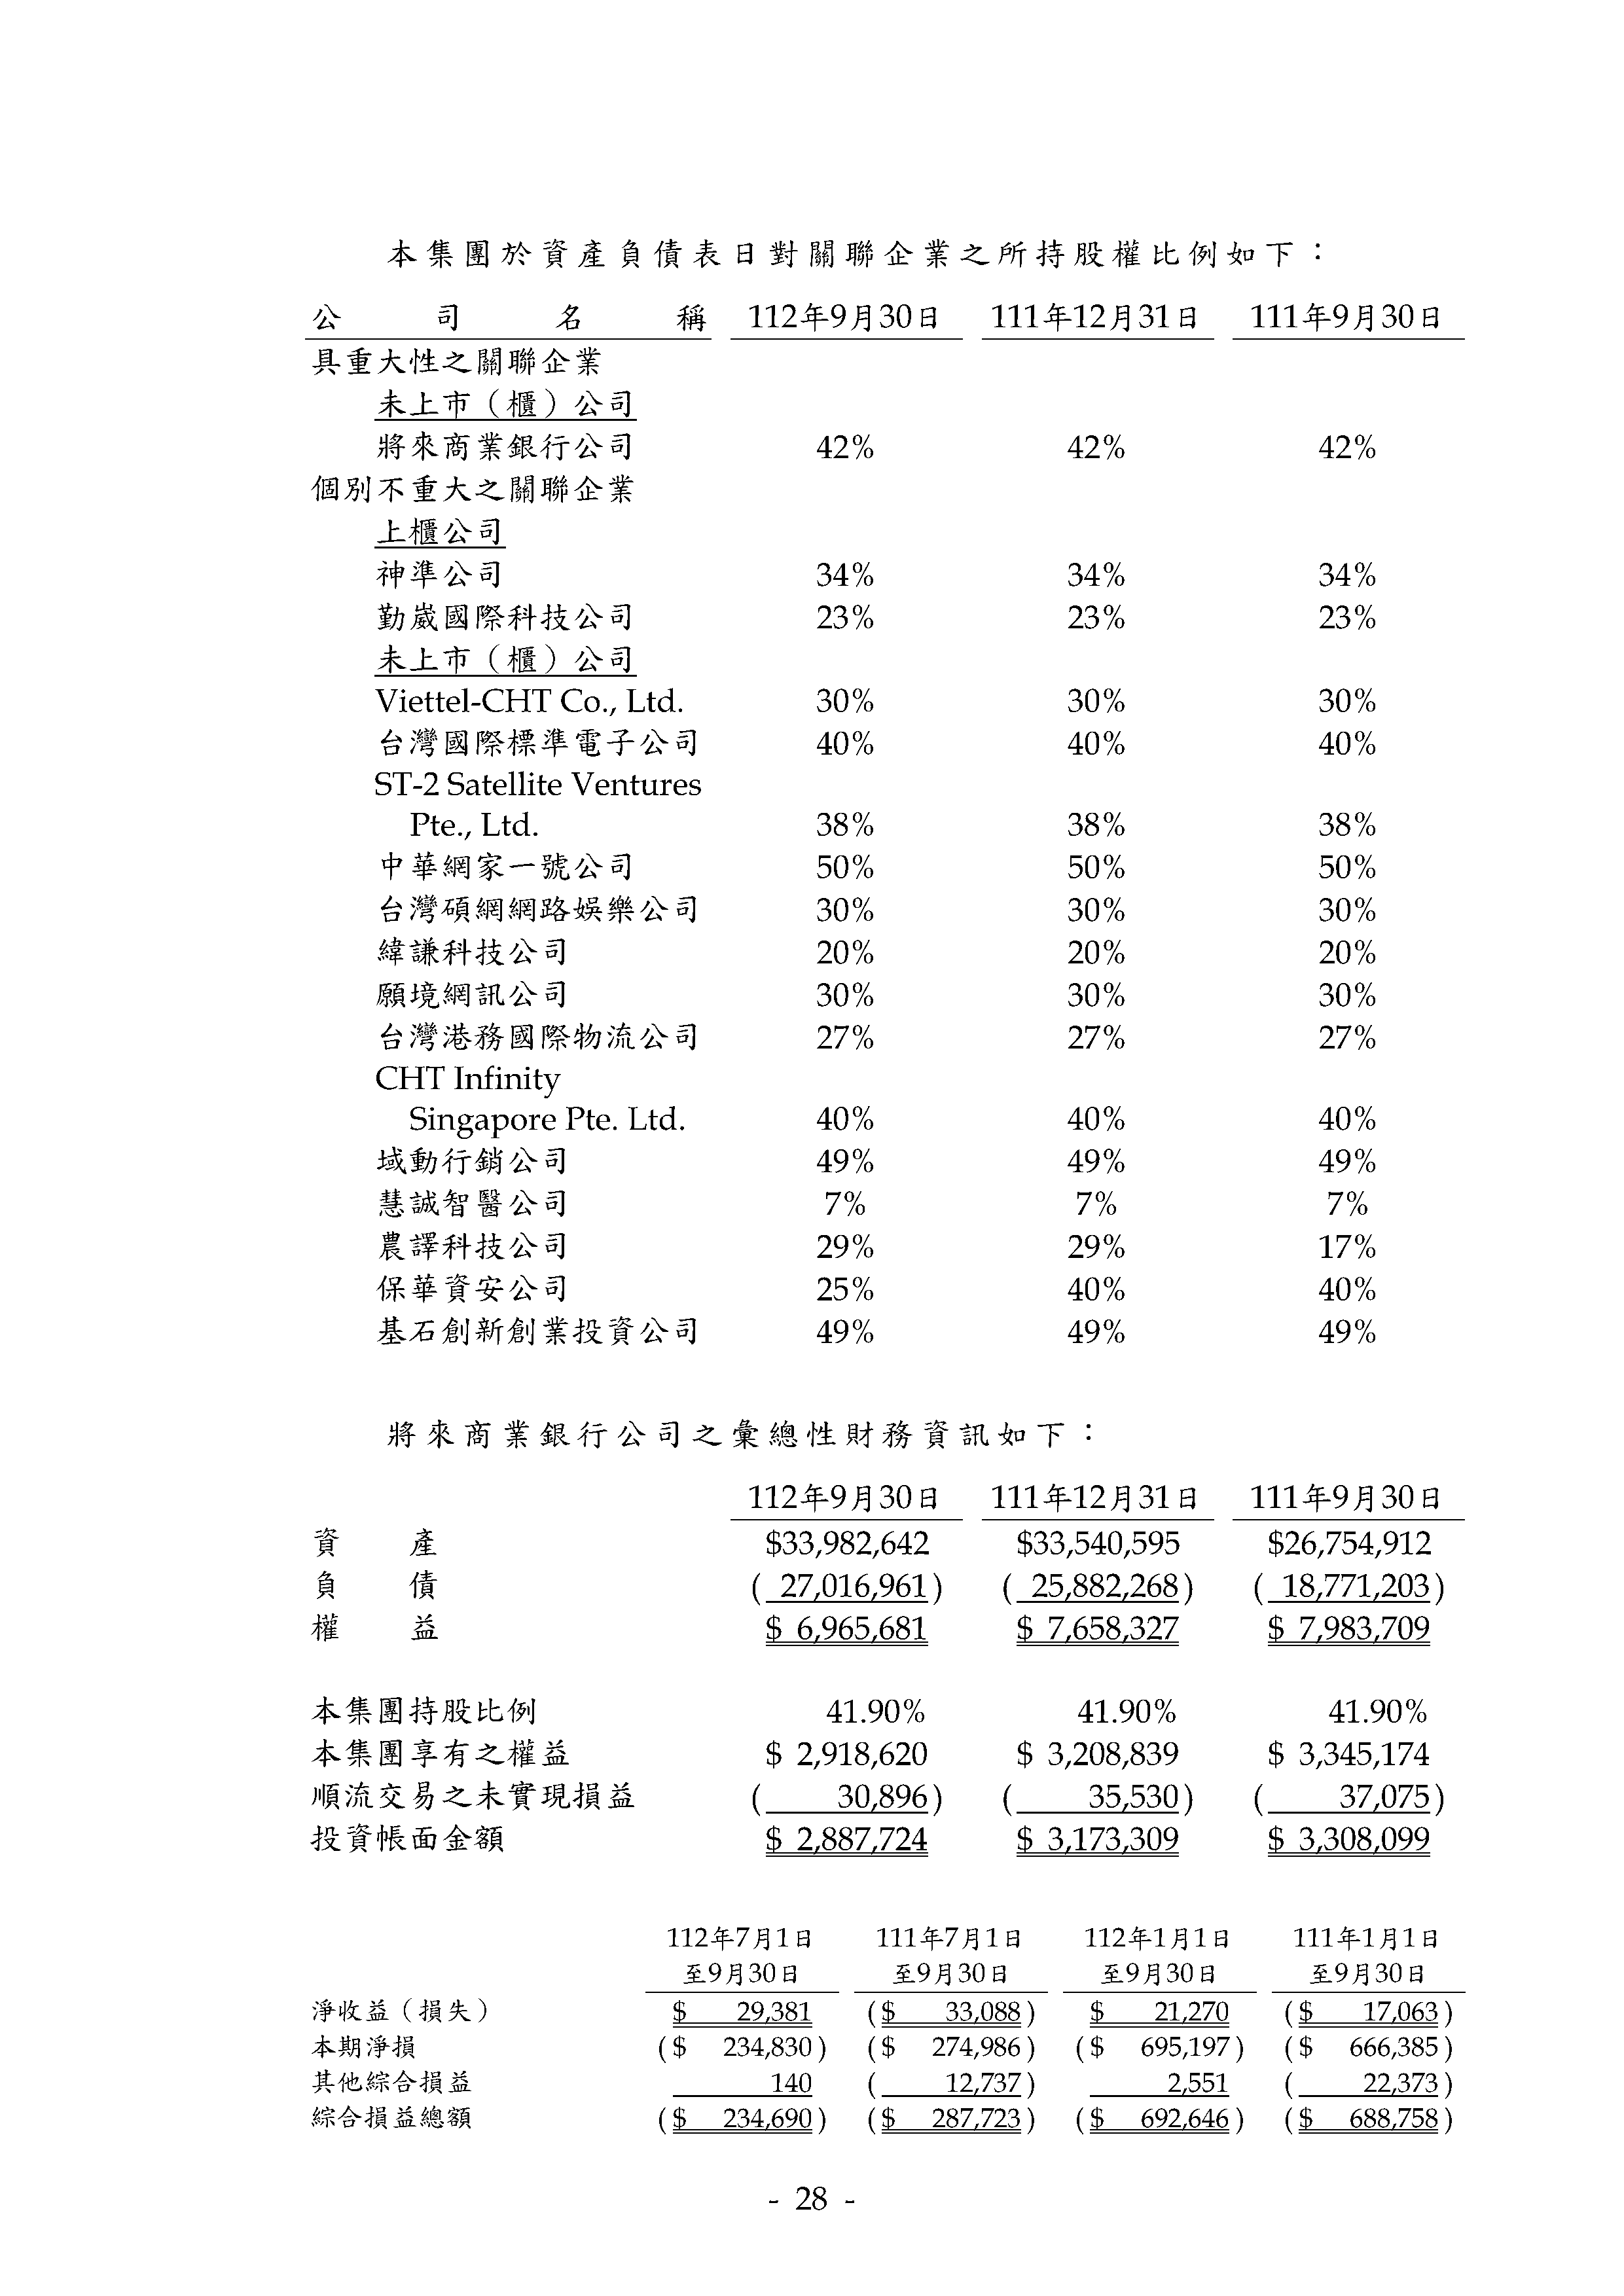 本集團於資產負債表日對關聯企業之所持股權比例如下：
公司名稱 112年9月30日 111年12月31日 111年9月30日
具重大性之關聯企業
未上市（櫃）公司
將來商業銀行公司 42% 42% 42%
個別不重大之關聯企業
上櫃公司
神準公司 34% 34% 34%
勤崴國際科技公司 23% 23% 23%
未上市（櫃）公司
Viettel-CHT Co., Ltd. 30% 30% 30%
台灣國際標準電子公司 40% 40% 40%
ST-2 Satellite Ventures
Pte., Ltd. 38% 38% 38%
中華網家一號公司 50% 50% 50%
台灣碩網網路娛樂公司 30% 30% 30%
緯謙科技公司 20% 20% 20%
願境網訊公司 30% 30% 30%
台灣港務國際物流公司 27% 27% 27%
CHT Infinity
Singapore Pte. Ltd. 40% 40% 40%
域動行銷公司 49% 49% 49%
慧誠智醫公司 7% 7% 7%
農譯科技公司 29% 29% 17%
保華資安公司 25% 40% 40%
基石創新創業投資公司 49% 49% 49%
將來商業銀行公司之彙總性財務資訊如下：
112年9月30日 111年12月31日 111年9月30日
資產 $33,982,642 $33,540,595 $26,754,912
負債 ( 27,016,961) ( 25,882,268) ( 18,771,203)
權益 $ 6,965,681 $ 7,658,327 $ 7,983,709
本集團持股比例 41.90% 41.90% 41.90%
本集團享有之權益 $ 2,918,620 $ 3,208,839 $ 3,345,174
順流交易之未實現損益 ( 30,896) ( 35,530) ( 37,075)
投資帳面金額 $ 2,887,724 $ 3,173,309 $ 3,308,099
112年7月1日 111年7月1日 112年1月1日 111年1月1日
至9月30日 至9月30日 至9月30日 至9月30日
淨收益（損失） $ 29,381 ($ 33,088) $ 21,270 ($ 17,063)
本期淨損 ($ 234,830) ($ 274,986) ($ 695,197) ($ 666,385)
其他綜合損益 140 ( 12,737) 2,551 ( 22,373)
綜合損益總額 ($ 234,690) ($ 287,723) ($ 692,646) ($ 688,758)
- 28 -